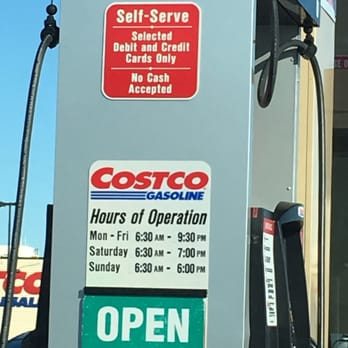 Self-Serve
Selected
Debit and Credit
Cards Only
No Cash
Accepted
COSTCO
GASOLINE
Hours of Operation
Mon - Fri 6:30 AM - 9:30 PM
Saturday 6:30 AM - 7:00 PM
Sunday 6:30 AM - 6:00 PM
OPEN